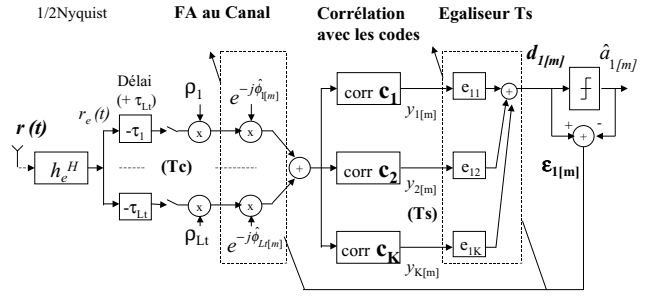 1/2Nyquist
FA au Canal
Corrélation avec les codes
Egaliseur Ts
Délai (+ τLt)
r (t)
h_e^H
r_e (t)
-τ1
-τLt
(Tc)
ρ1
ρLt
x
x
x
x
e^{-jφ̂_{1[m]}}
e^{-jφ̂_{Lt[m]}}
+
corr c1
corr c2
corr cK
y1[m]
y2[m]
yK[m]
(Ts)
e11
e12
e1K
+
d1[m]
â1[m]
+
+
-
ε1[m]